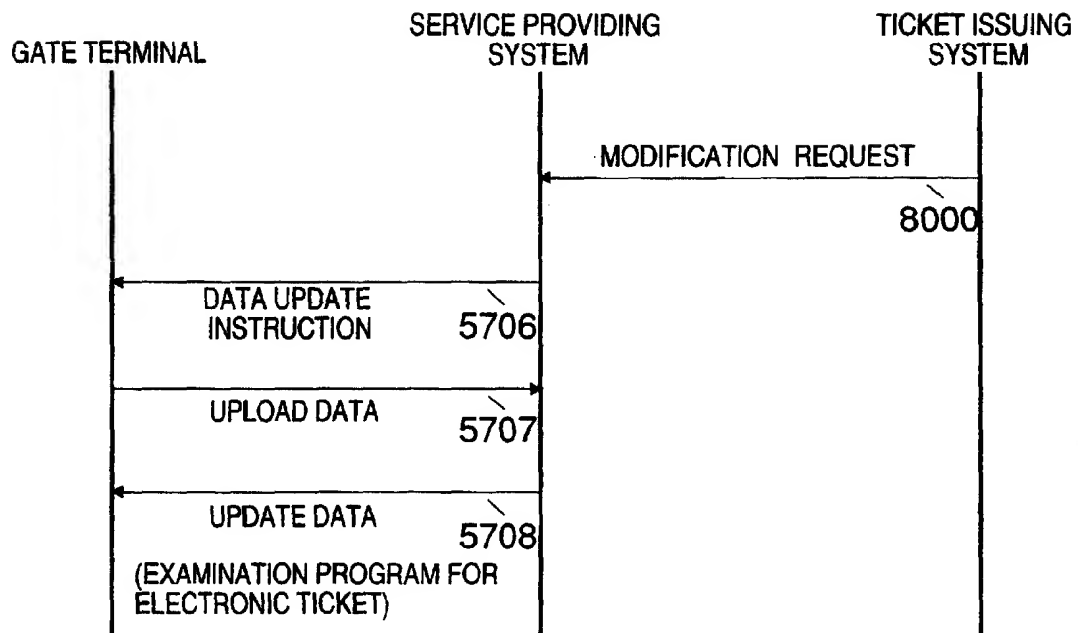 GATE TERMINAL
SERVICE PROVIDING
SYSTEM
TICKET ISSUING
SYSTEM
MODIFICATION REQUEST
8000
DATA UPDATE
INSTRUCTION
5706
UPLOAD DATA
5707
UPDATE DATA
5708
(EXAMINATION PROGRAM FOR
ELECTRONIC TICKET)